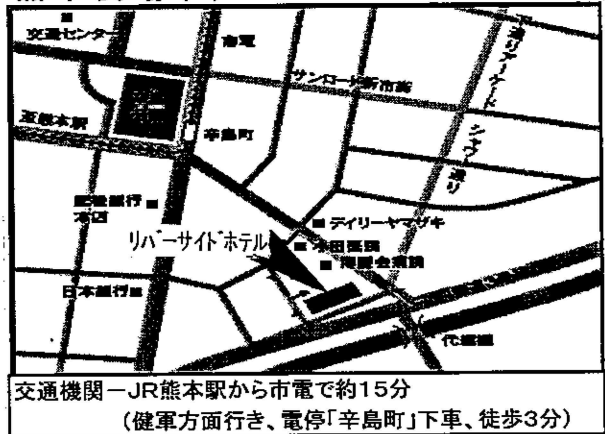 交通センター
市電
サンロード新市街
下通りアーケード
至熊本駅
辛島町
シャワー通り
肥後銀行
本店
デイリーヤマザキ
リバーサイドホテル
日本銀行
代継橋
交通機関－JR熊本駅から市電で約15分
(健軍方面行き、電停「辛島町」下車、徒歩3分)